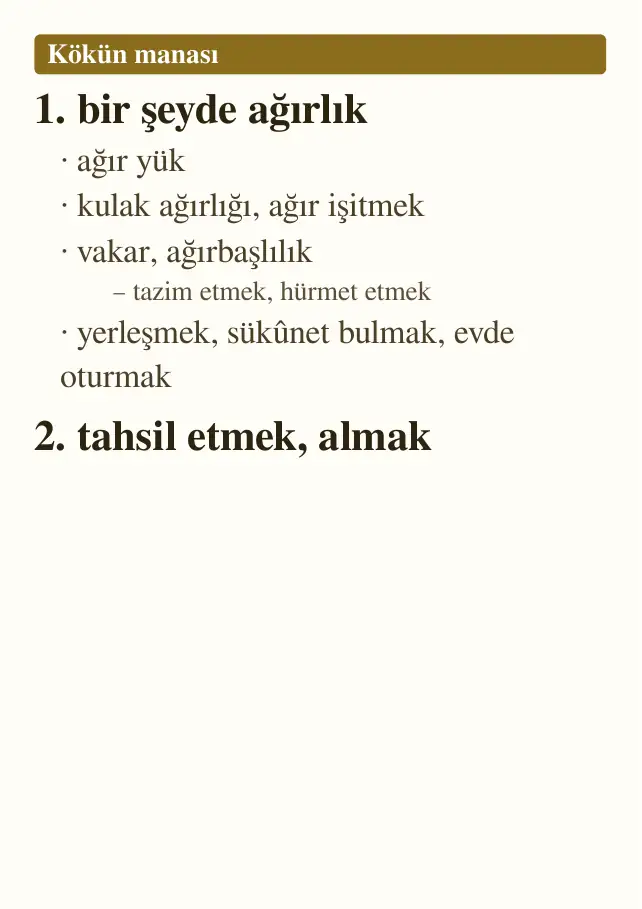 Kökün manası
1. bir şeyde ağırlık
· ağır yük
· kulak ağırlığı, ağır işitmek
· vakar, ağırbaşlılık
– tazim etmek, hürmet etmek
· yerleşmek, sükûnet bulmak, evde
oturmak
2. tahsil etmek, almak